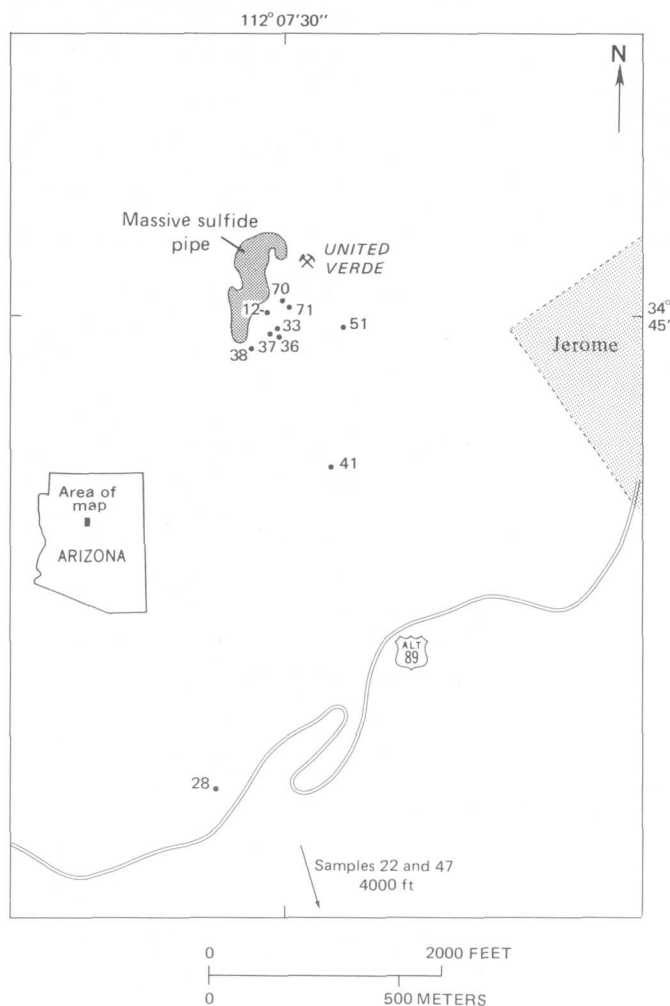 112° 07'30"
N
Massive sulfide
pipe
UNITED
VERDE
70
12
71
34°
45'
33
51
37 36
38
Jerome
41
Area of
map
ARIZONA
ALT
89
28
Samples 22 and 47
4000 ft
0 2000 FEET
0 500 METERS